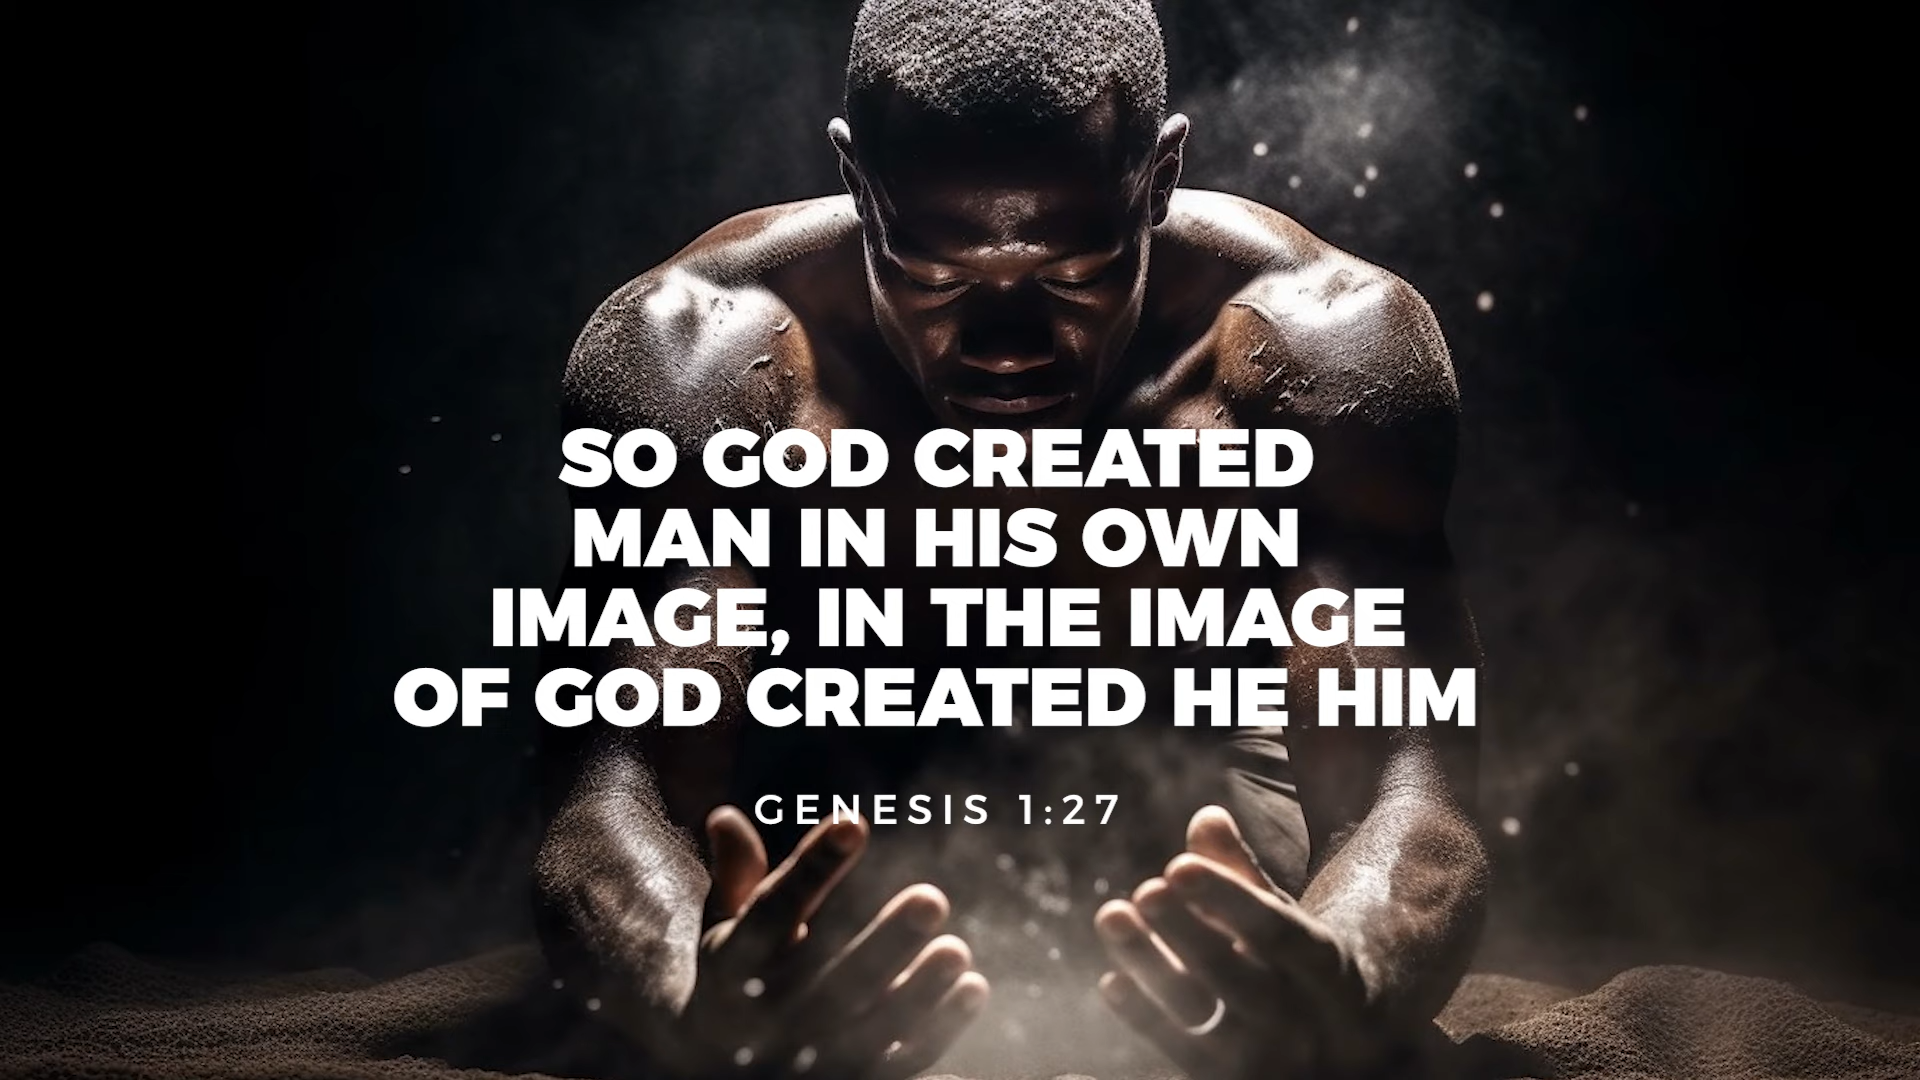 SO GOD CREATED
MAN IN HIS OWN
IMAGE, IN THE IMAGE
OF GOD CREATED HE HIM
GENESIS 1:27